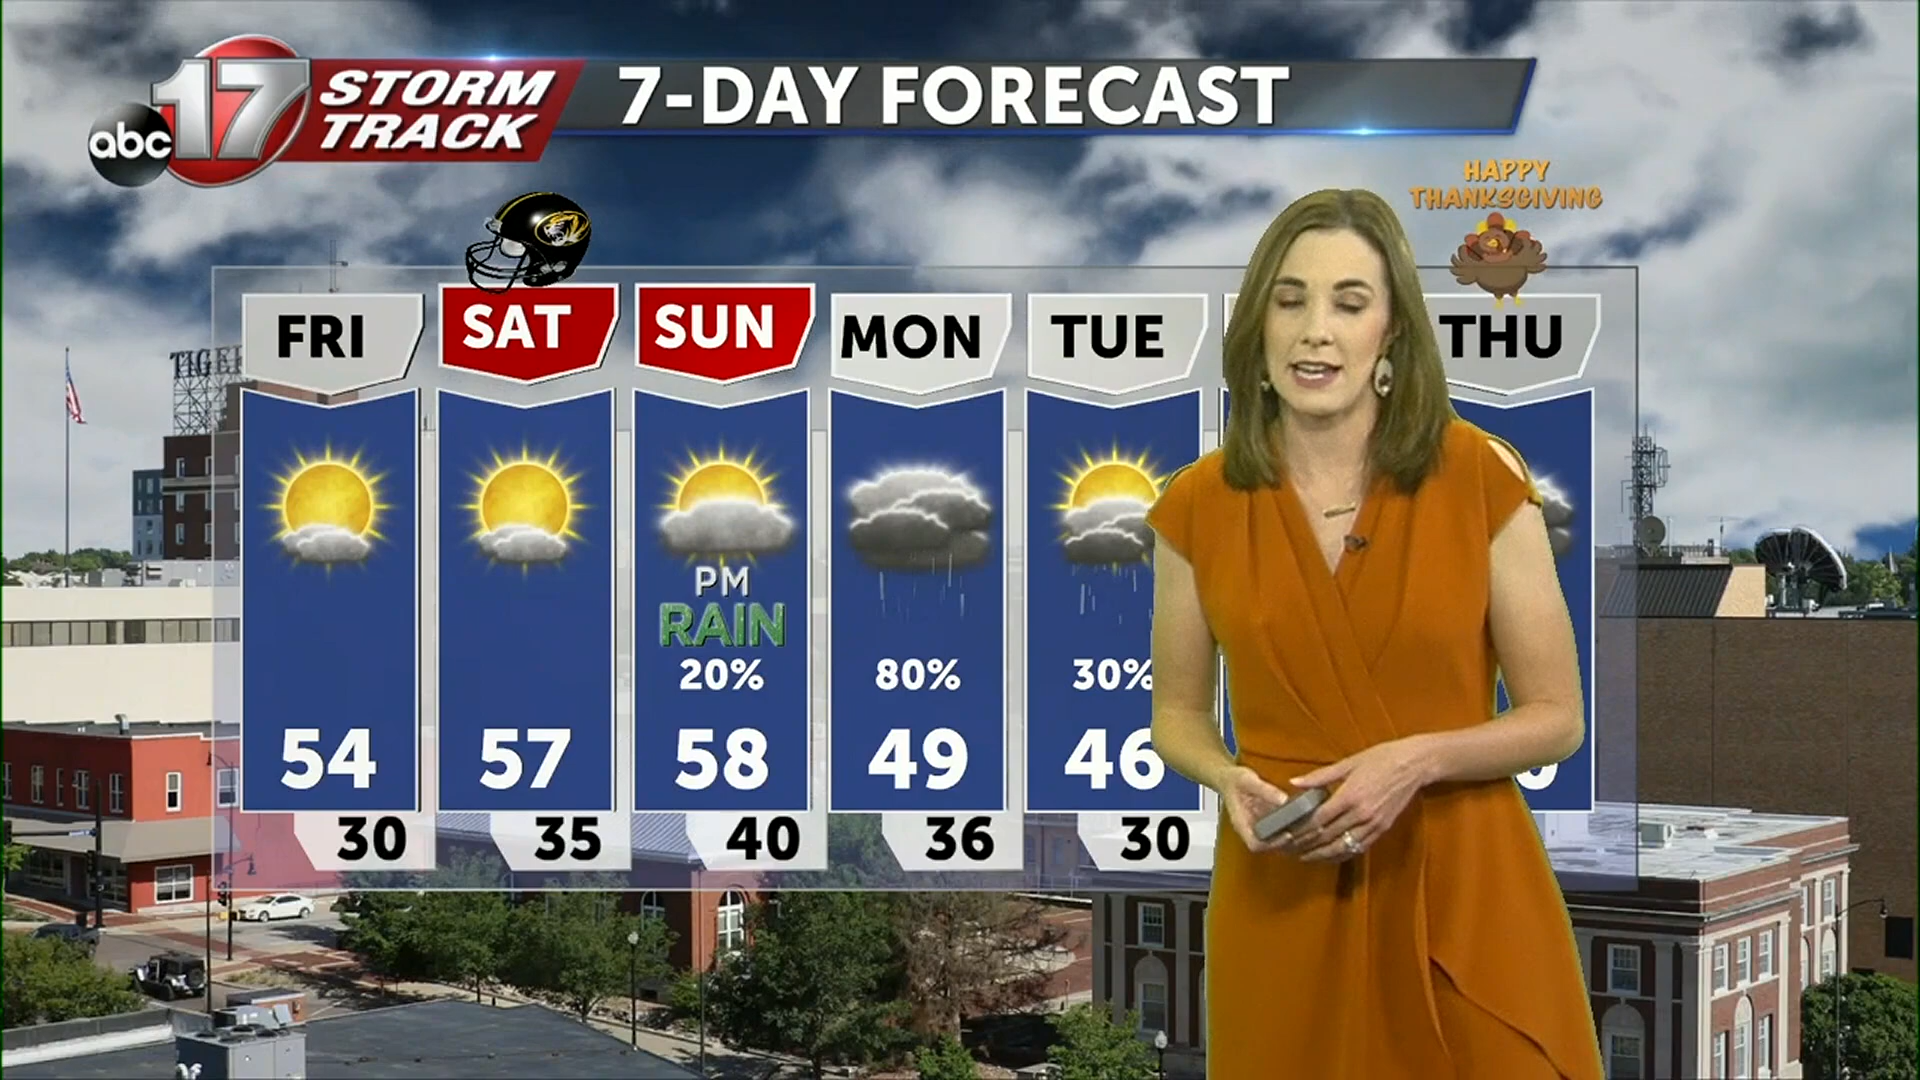 abc 17 STORM TRACK
7-DAY FORECAST
HAPPY
THANKSGIVING
FRI SAT SUN MON TUE THU
PM
RAIN
20% 80% 30%
54 57 58 49 46
30 35 40 36 30